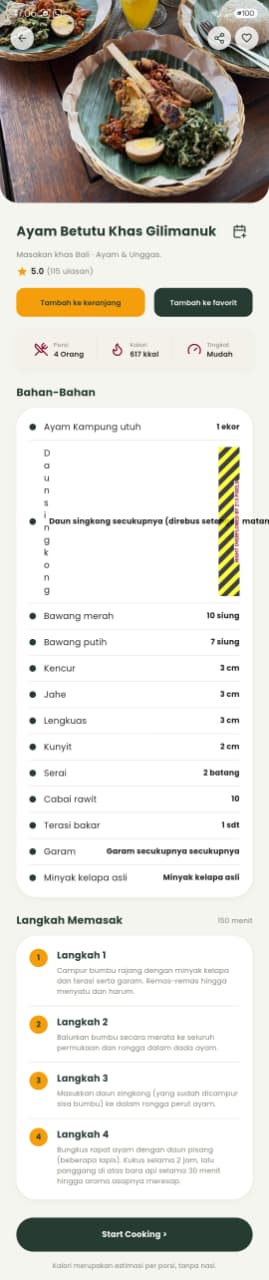 #100
Ayam Betutu Khas Gilimanuk
Masakan khas Bali · Ayam & Unggas.
5.0 (115 ulasan)
Tambah ke keranjang
Tambah ke favorit
Porsi
4 Orang
Kalori
617 kkal
Tingkat
Mudah
Bahan-Bahan
Ayam Kampung utuh 1 ekor
Daun singkong
Daun singkong secukupnya (direbus matan
Bawang merah 10 siung
Bawang putih 7 siung
Kencur 3 cm
Jahe 3 cm
Lengkuas 3 cm
Kunyit 2 cm
Serai 2 batang
Cabai rawit 10
Terasi bakar 1 sdt
Garam Garam secukupnya secukupnya
Minyak kelapa asli Minyak kelapa asli
Langkah Memasak 150 menit
1 Langkah 1
Campur bumbu rajang dengan minyak kelapa
dan terasi serta garam. Remas-remas hingga
menyatu dan harum.
2 Langkah 2
Balurkan bumbu secara merata ke seluruh
permukaan dan rongga dalam dada ayam.
3 Langkah 3
Masukkan daun singkong (yang sudah dicampur
sisa bumbu) ke dalam rongga perut ayam.
4 Langkah 4
Bungkus rapat ayam dengan daun pisang
(beberapa lapis). Kukus selama 2 jam, lalu
panggang di atas bara api selama 30 menit
hingga aroma asapnya meresap.
Start Cooking >
Kalori merupakan estimasi per porsi, tanpa nasi.